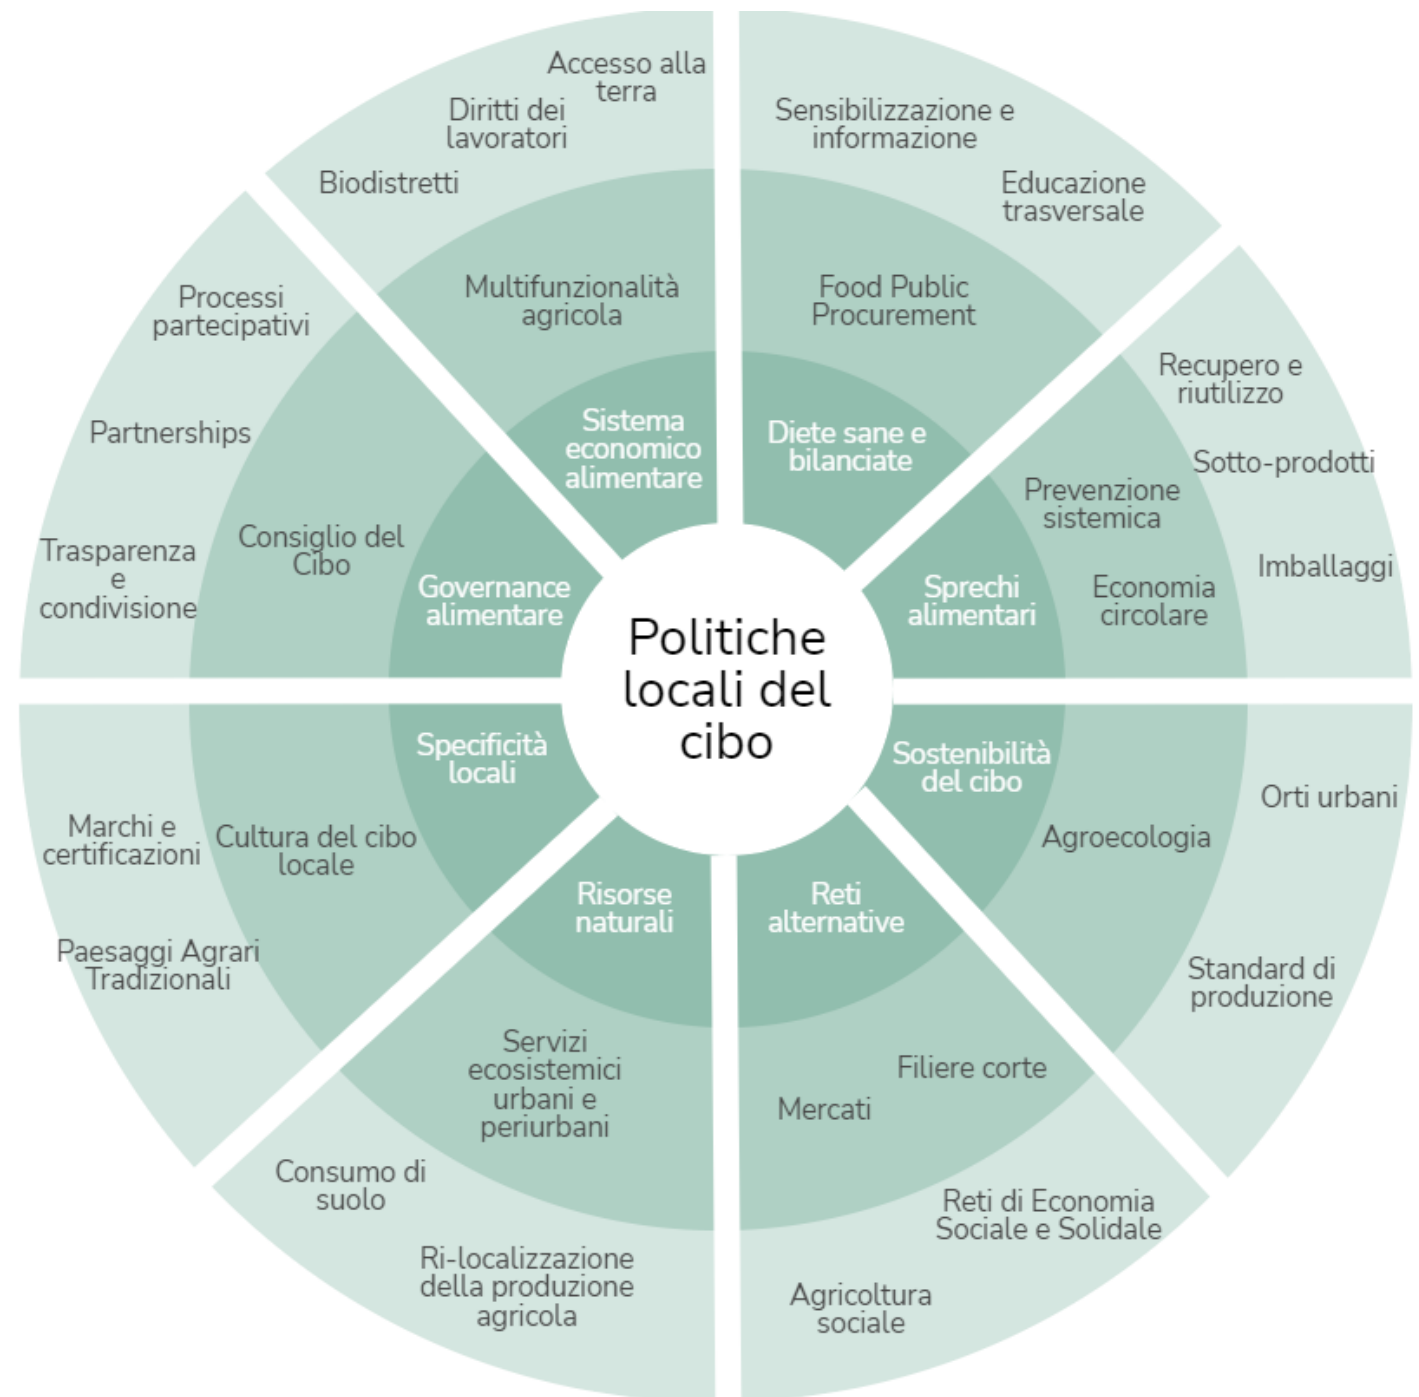 Accesso alla
terra
Diritti dei
lavoratori
Biodistretti
Multifunzionalità
agricola
Sistema
economico
alimentare
Sensibilizzazione e
informazione
Educazione
trasversale
Food Public
Procurement
Diete sane e
bilanciate
Recupero e
riutilizzo
Sotto-prodotti
Imballaggi
Prevenzione
sistemica
Economia
circolare
Sprechi
alimentari
Processi
partecipativi
Partnerships
Trasparenza
e
condivisione
Consiglio del
Cibo
Governance
alimentare
Politiche
locali del
cibo
Specificità
locali
Cultura del cibo
locale
Marchi e
certificazioni
Paesaggi Agrari
Tradizionali
Sostenibilità
del cibo
Agroecologia
Orti urbani
Standard di
produzione
Risorse
naturali
Servizi
ecosistemici
urbani e
periurbani
Consumo di
suolo
Ri-localizzazione
della produzione
agricola
Reti
alternative
Filiere corte
Mercati
Reti di Economia
Sociale e Solidale
Agricoltura
sociale